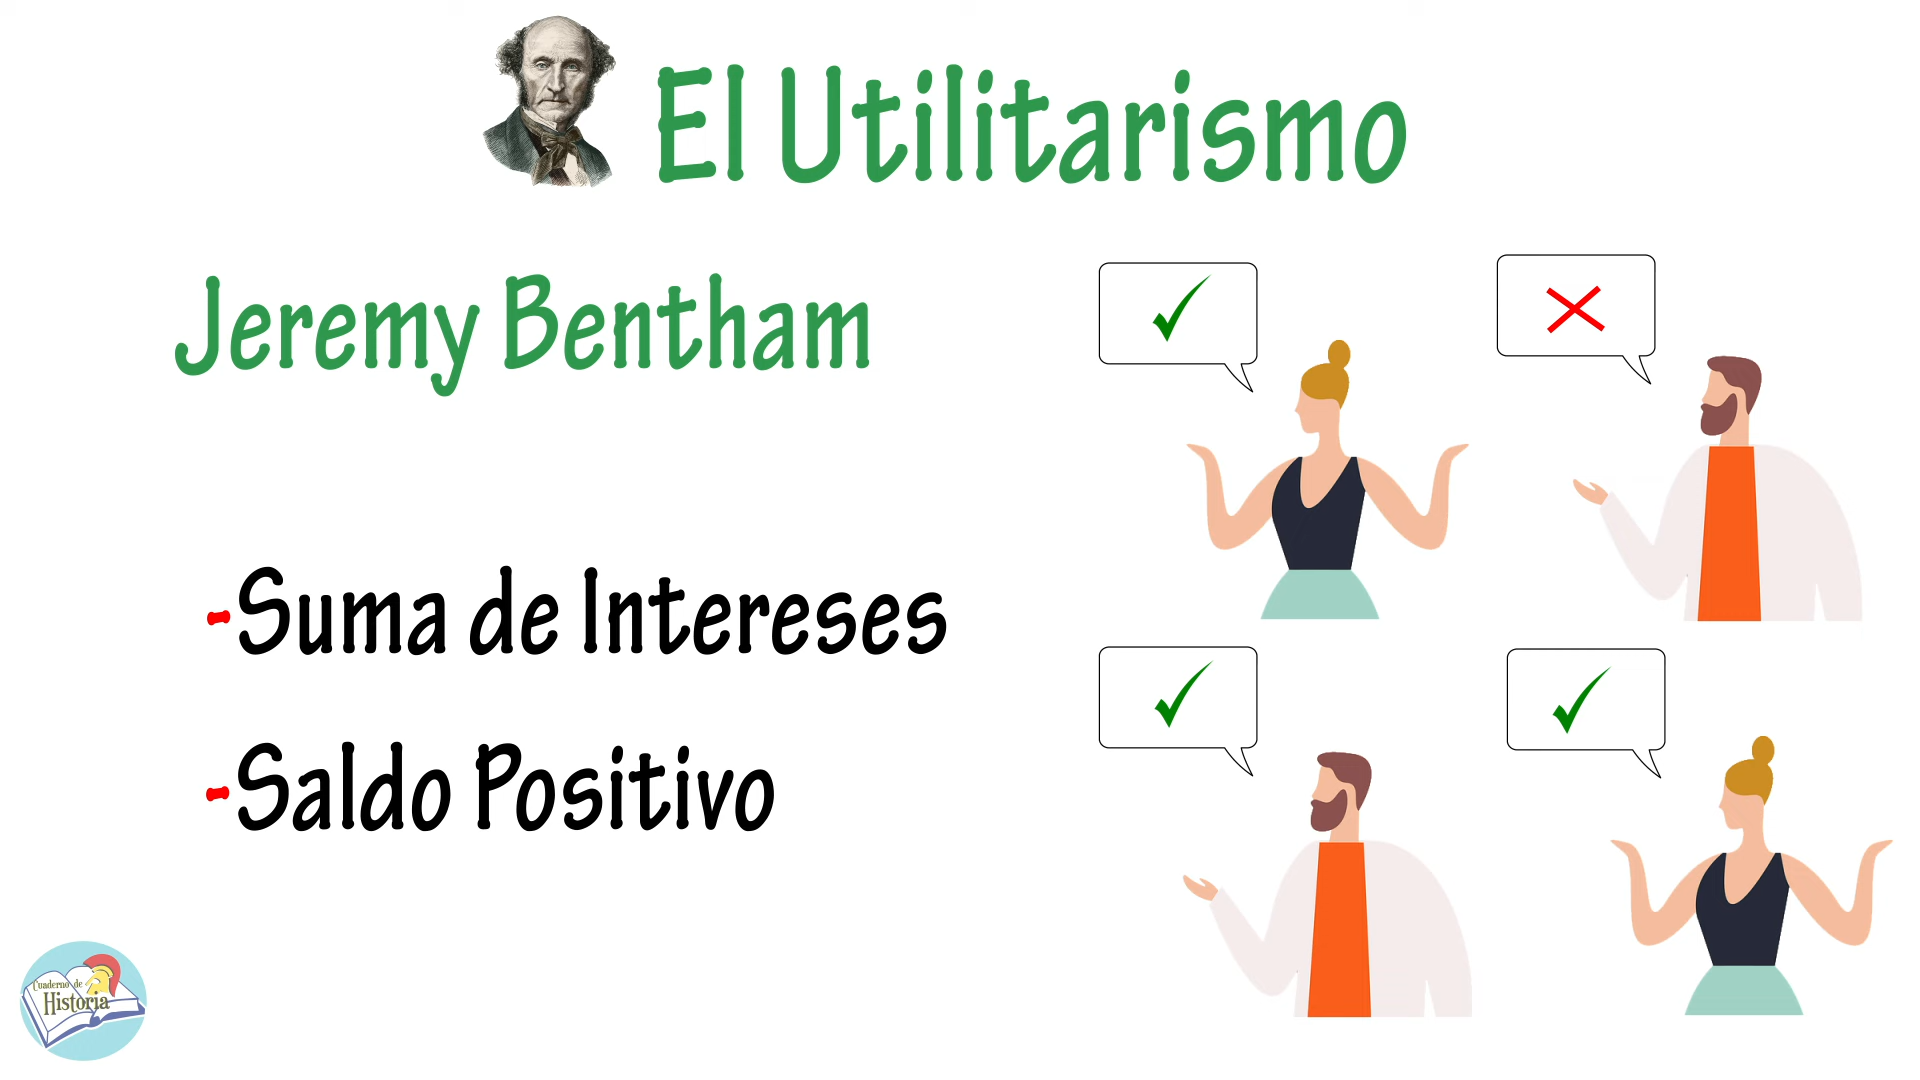 El Utilitarismo
Jeremy Bentham
-Suma de Intereses
-Saldo Positivo
Cuaderno de
Historia